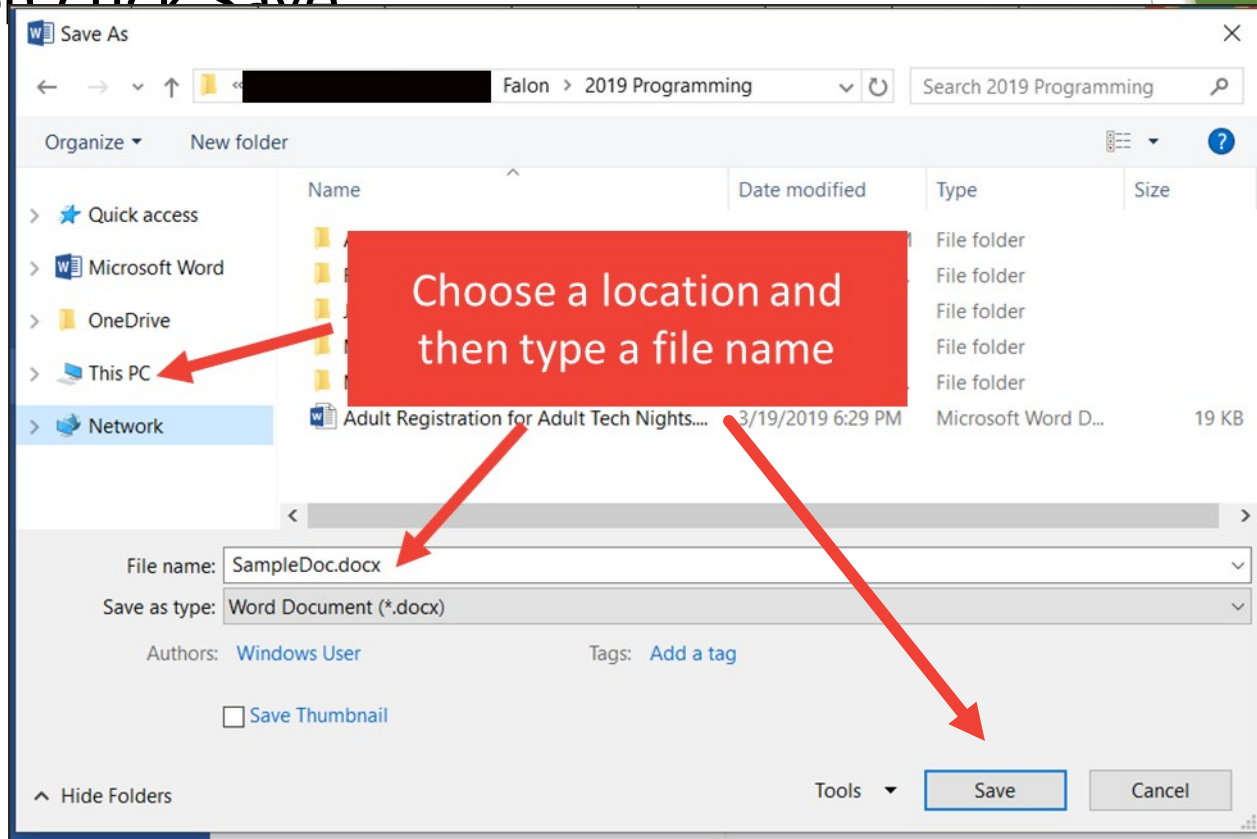 Click Save
Save As
Falon > 2019 Programming
Search 2019 Programming
Organize
New folder
Name
Date modified
Type
Size
Quick access
Microsoft Word
OneDrive
This PC
Network
File folder
File folder
File folder
File folder
File folder
Choose a location and
then type a file name
Adult Registration for Adult Tech Nights.... 3/19/2019 6:29 PM Microsoft Word D... 19 KB
File name: SampleDoc.docx
Save as type: Word Document (*.docx)
Authors: Windows User Tags: Add a tag
Save Thumbnail
Hide Folders
Tools
Save
Cancel